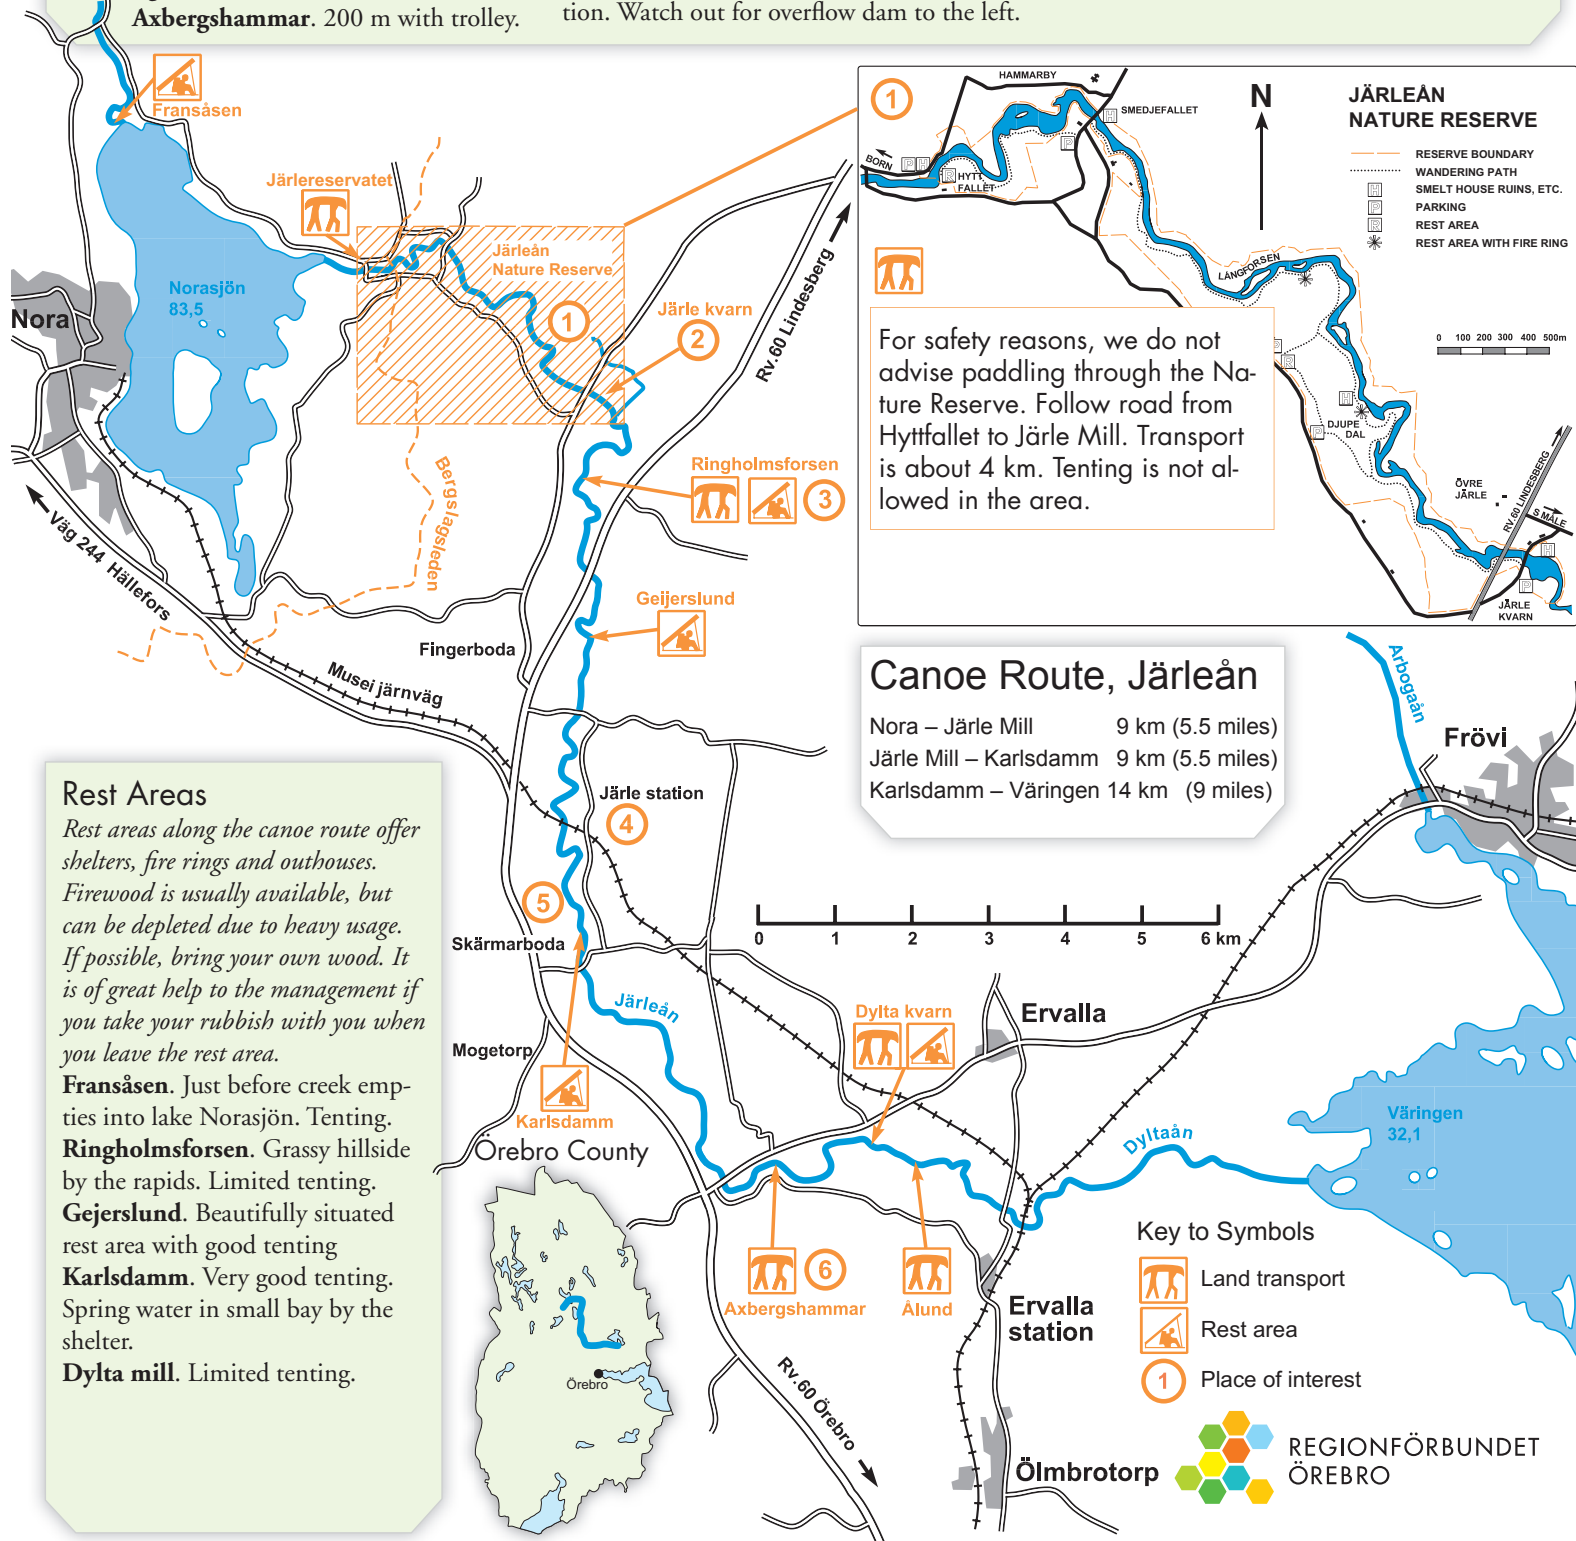 Axbergshammar. 200 m with trolley.
tion. Watch out for overflow dam to the left.
Fransåsen
Järlereservatet
Norasjön
83,5
Nora
Järleån
Nature Reserve
1
Järle kvarn
2
Rv.60 Lindesberg
Ringholmsforsen
3
Bergslagsleden
Väg 244 Hällefors
Geijerslund
Fingerboda
Musei järnväg
1
HAMMARBY
SMEDJEFALLET
H
P
BORN
P H
R
HYTT
FALLET
N
JÄRLEÅN
NATURE RESERVE
RESERVE BOUNDARY
WANDERING PATH
H SMELT HOUSE RUINS, ETC.
P PARKING
R REST AREA
REST AREA WITH FIRE RING
LÅNGFORSEN
0 100 200 300 400 500m
For safety reasons, we do not
advise paddling through the Na-
ture Reserve. Follow road from
Hyttfallet to Järle Mill. Transport
is about 4 km. Tenting is not al-
lowed in the area.
P
R
H
DJUPE
DAL
P
ÖVRE
JÄRLE
RV.60 LINDESBERG
S MÅLE
H
P
JÄRLE
KVARN
Canoe Route, Järleån
Nora – Järle Mill 9 km (5.5 miles)
Järle Mill – Karlsdamm 9 km (5.5 miles)
Karlsdamm – Väringen 14 km (9 miles)
Arbogaån
Frövi
Järle station
4
5
Skärmarboda
0 1 2 3 4 5 6 km
Järleån
Mogetorp
Karlsdamm
Dylta kvarn
Ervalla
Väringen
32,1
Dyltaån
Axbergshammar
6
Ålund
Ervalla
station
Rv.60 Örebro
Ölmbrotorp
Rest Areas
Rest areas along the canoe route offer
shelters, fire rings and outhouses.
Firewood is usually available, but
can be depleted due to heavy usage.
If possible, bring your own wood. It
is of great help to the management if
you take your rubbish with you when
you leave the rest area.
Fransåsen. Just before creek emp-
ties into lake Norasjön. Tenting.
Ringholmsforsen. Grassy hillside
by the rapids. Limited tenting.
Gejerslund. Beautifully situated
rest area with good tenting
Karlsdamm. Very good tenting.
Spring water in small bay by the
shelter.
Dylta mill. Limited tenting.
Örebro County
Örebro
Key to Symbols
Land transport
Rest area
1 Place of interest
REGIONFÖRBUNDET
ÖREBRO